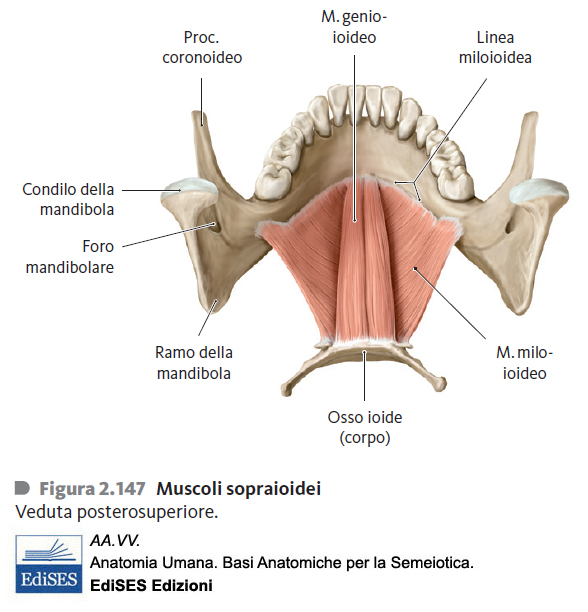 M. genio-
ioideo
Proc.
coronoideo
Linea
miloioidea
Condilo della
mandibola
Foro
mandibolare
Ramo della
mandibola
M. milo-
ioideo
Osso ioide
(corpo)
Figura 2.147 Muscoli sopraioidei
Veduta posterosuperiore.
AA.VV.
Anatomia Umana. Basi Anatomiche per la Semeiotica.
EdiSES Edizioni
EdiSES